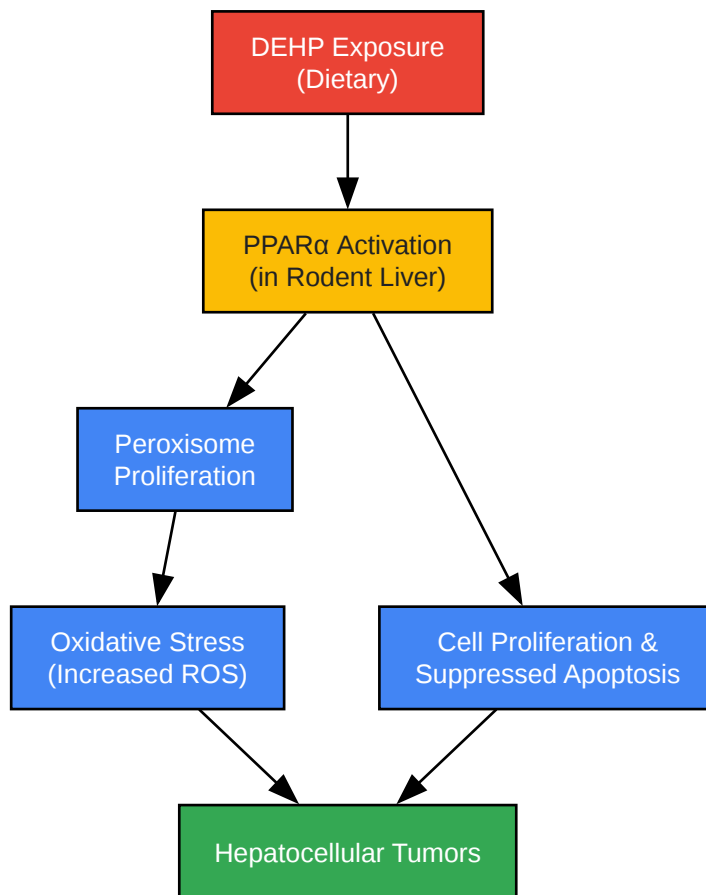 DEHP Exposure
(Dietary)
PPARα Activation
(in Rodent Liver)
Peroxisome
Proliferation
Oxidative Stress
(Increased ROS)
Cell Proliferation &
Suppressed Apoptosis
Hepatocellular Tumors